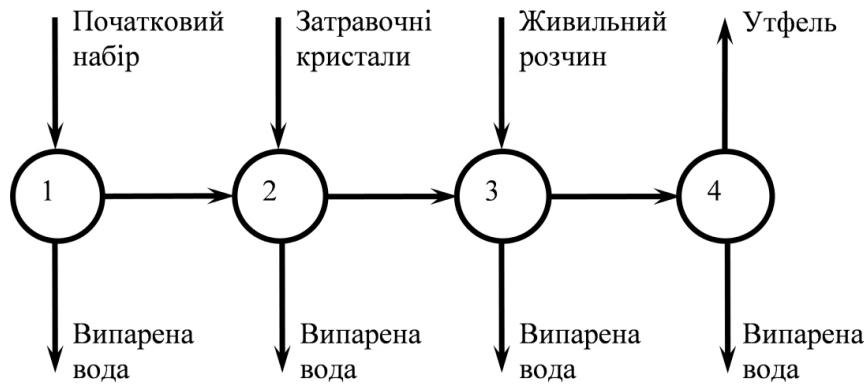 Початковий
набір
Затравочні
кристали
Живильний
розчин
Утфель
1
2
3
4
Випарена
вода
Випарена
вода
Випарена
вода
Випарена
вода